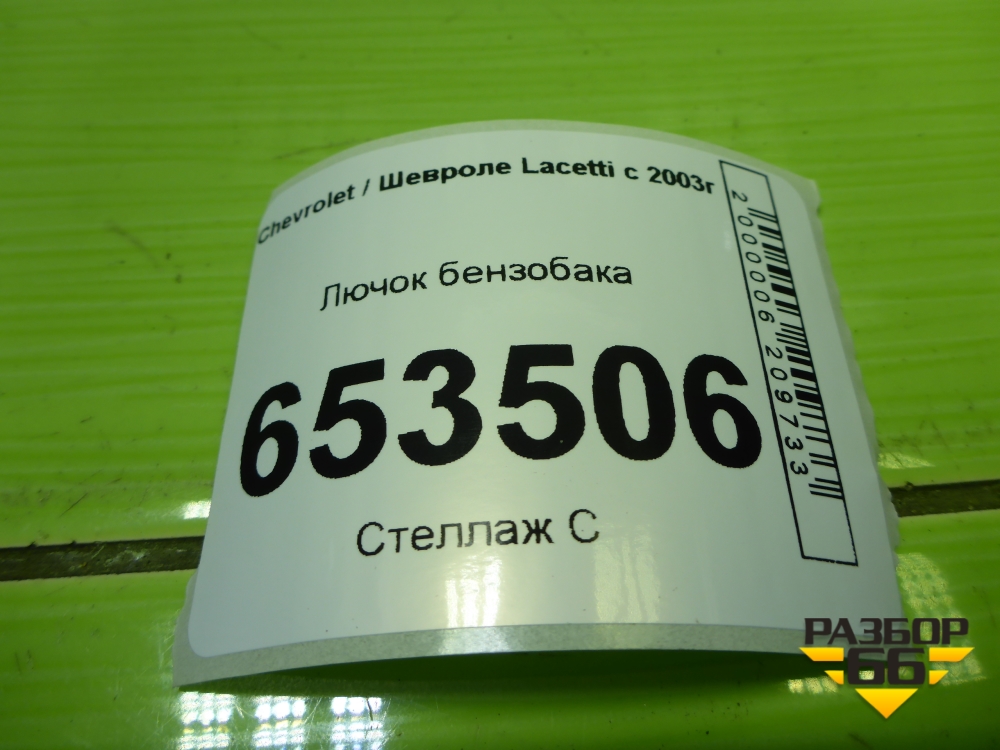 Chevrolet / Шевроле Lacetti с 2003г
Лючок бензобака
653506
Стеллаж С
2000006209733
РАЗБОР
66